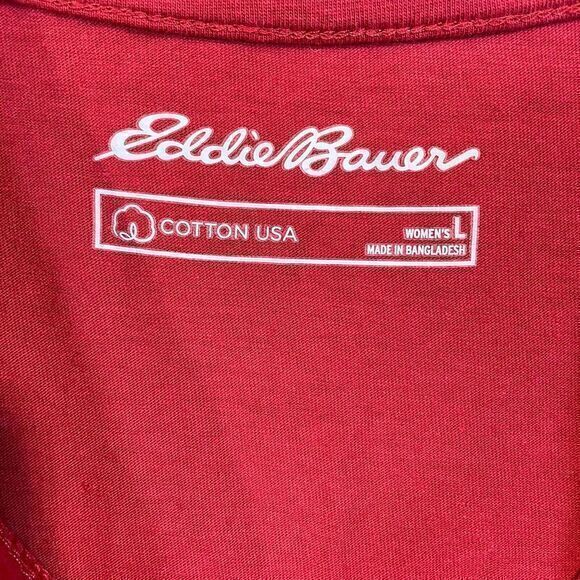 Eddie Bauer
COTTON USA
WOMEN'S L
MADE IN BANGLADESH